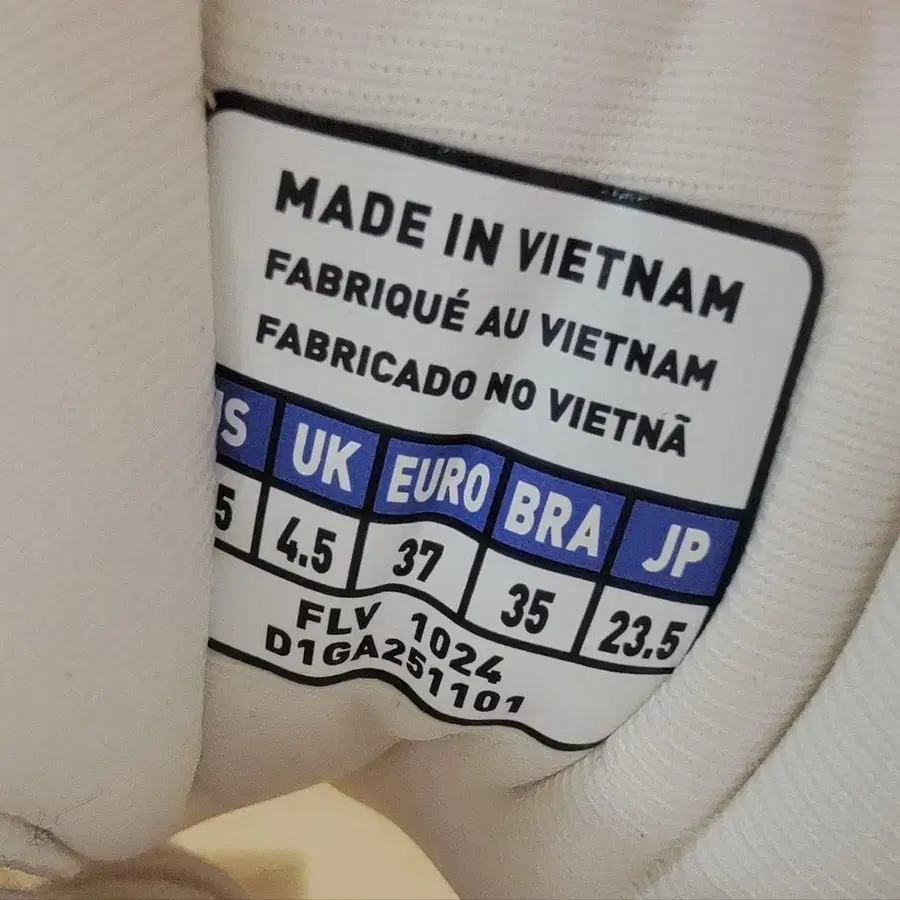 MADE IN VIETNAM
FABRIQUÉ AU VIETNAM
FABRICADO NO VIETNÃ
S UK EURO BRA JP
5 4.5 37 35 23.5
FLV 1024
D1GA251101